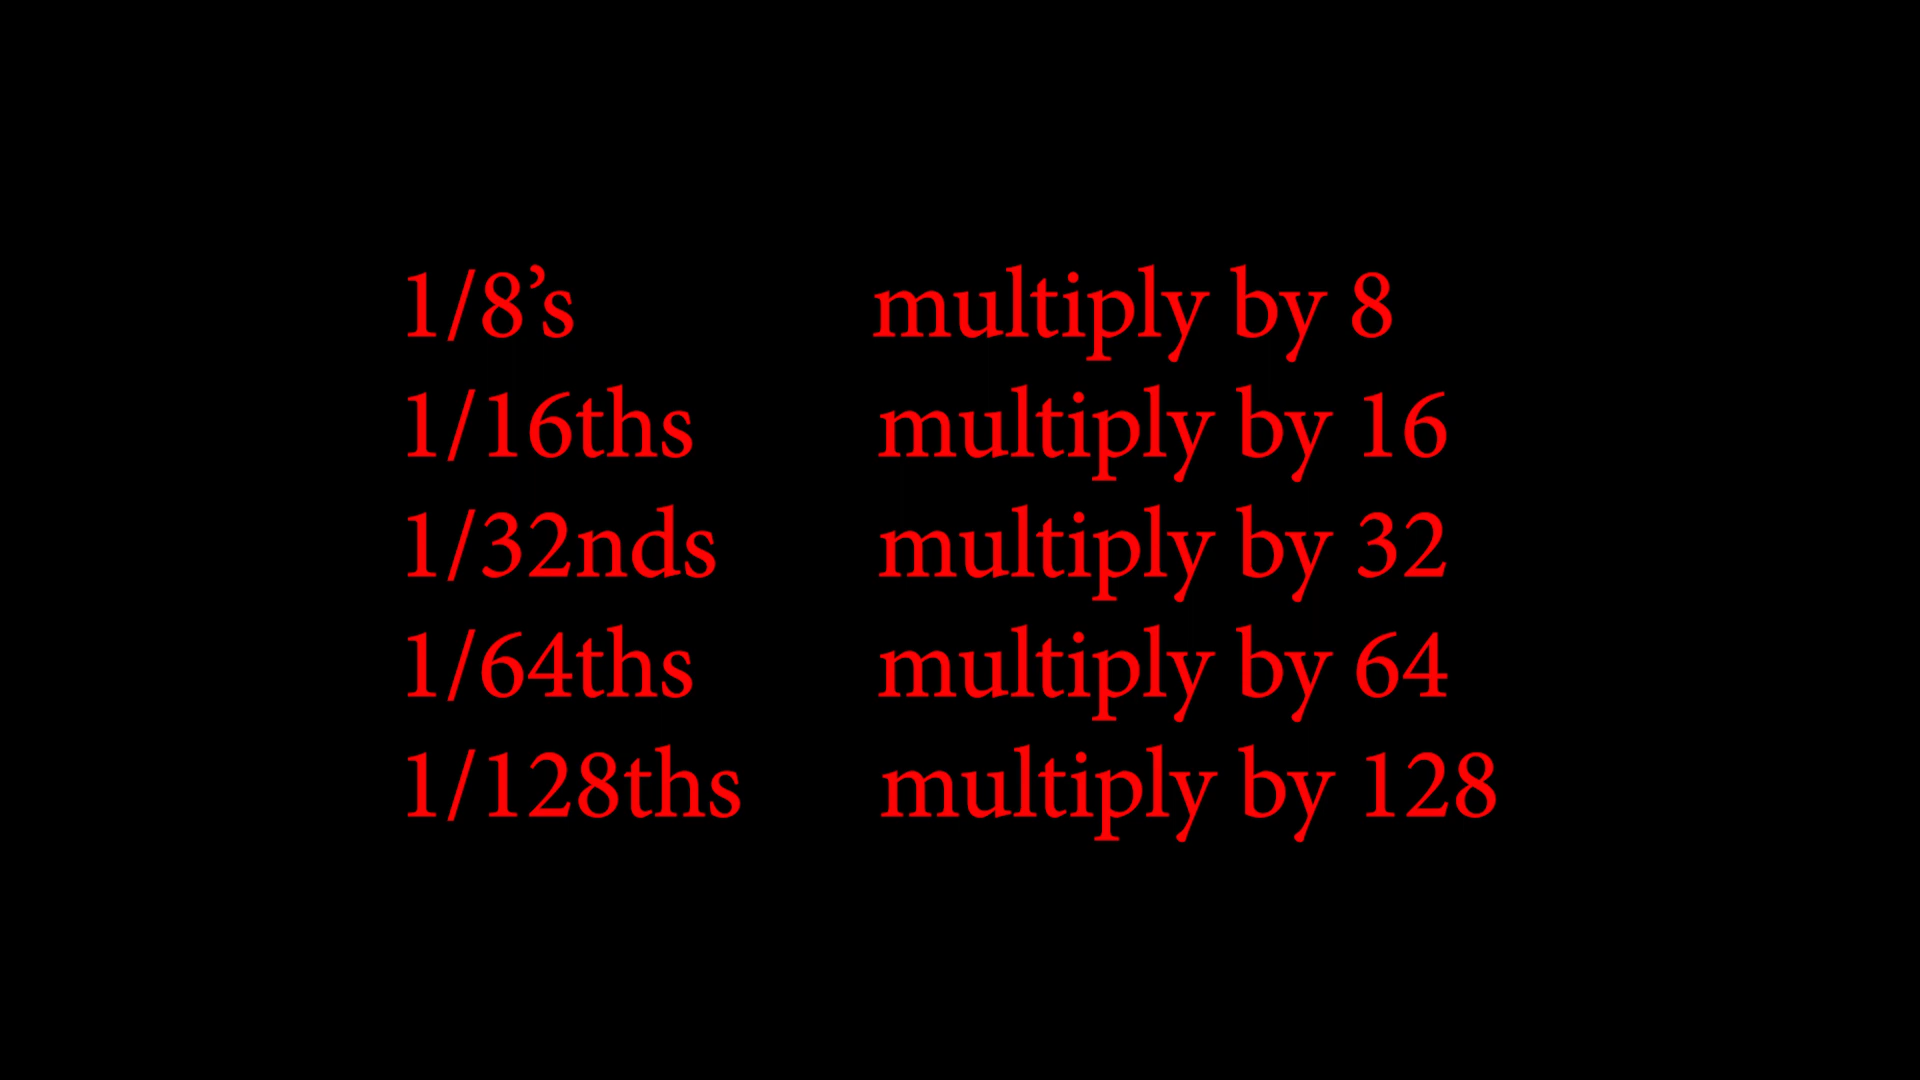 1/8’s multiply by 8
1/16ths multiply by 16
1/32nds multiply by 32
1/64ths multiply by 64
1/128ths multiply by 128